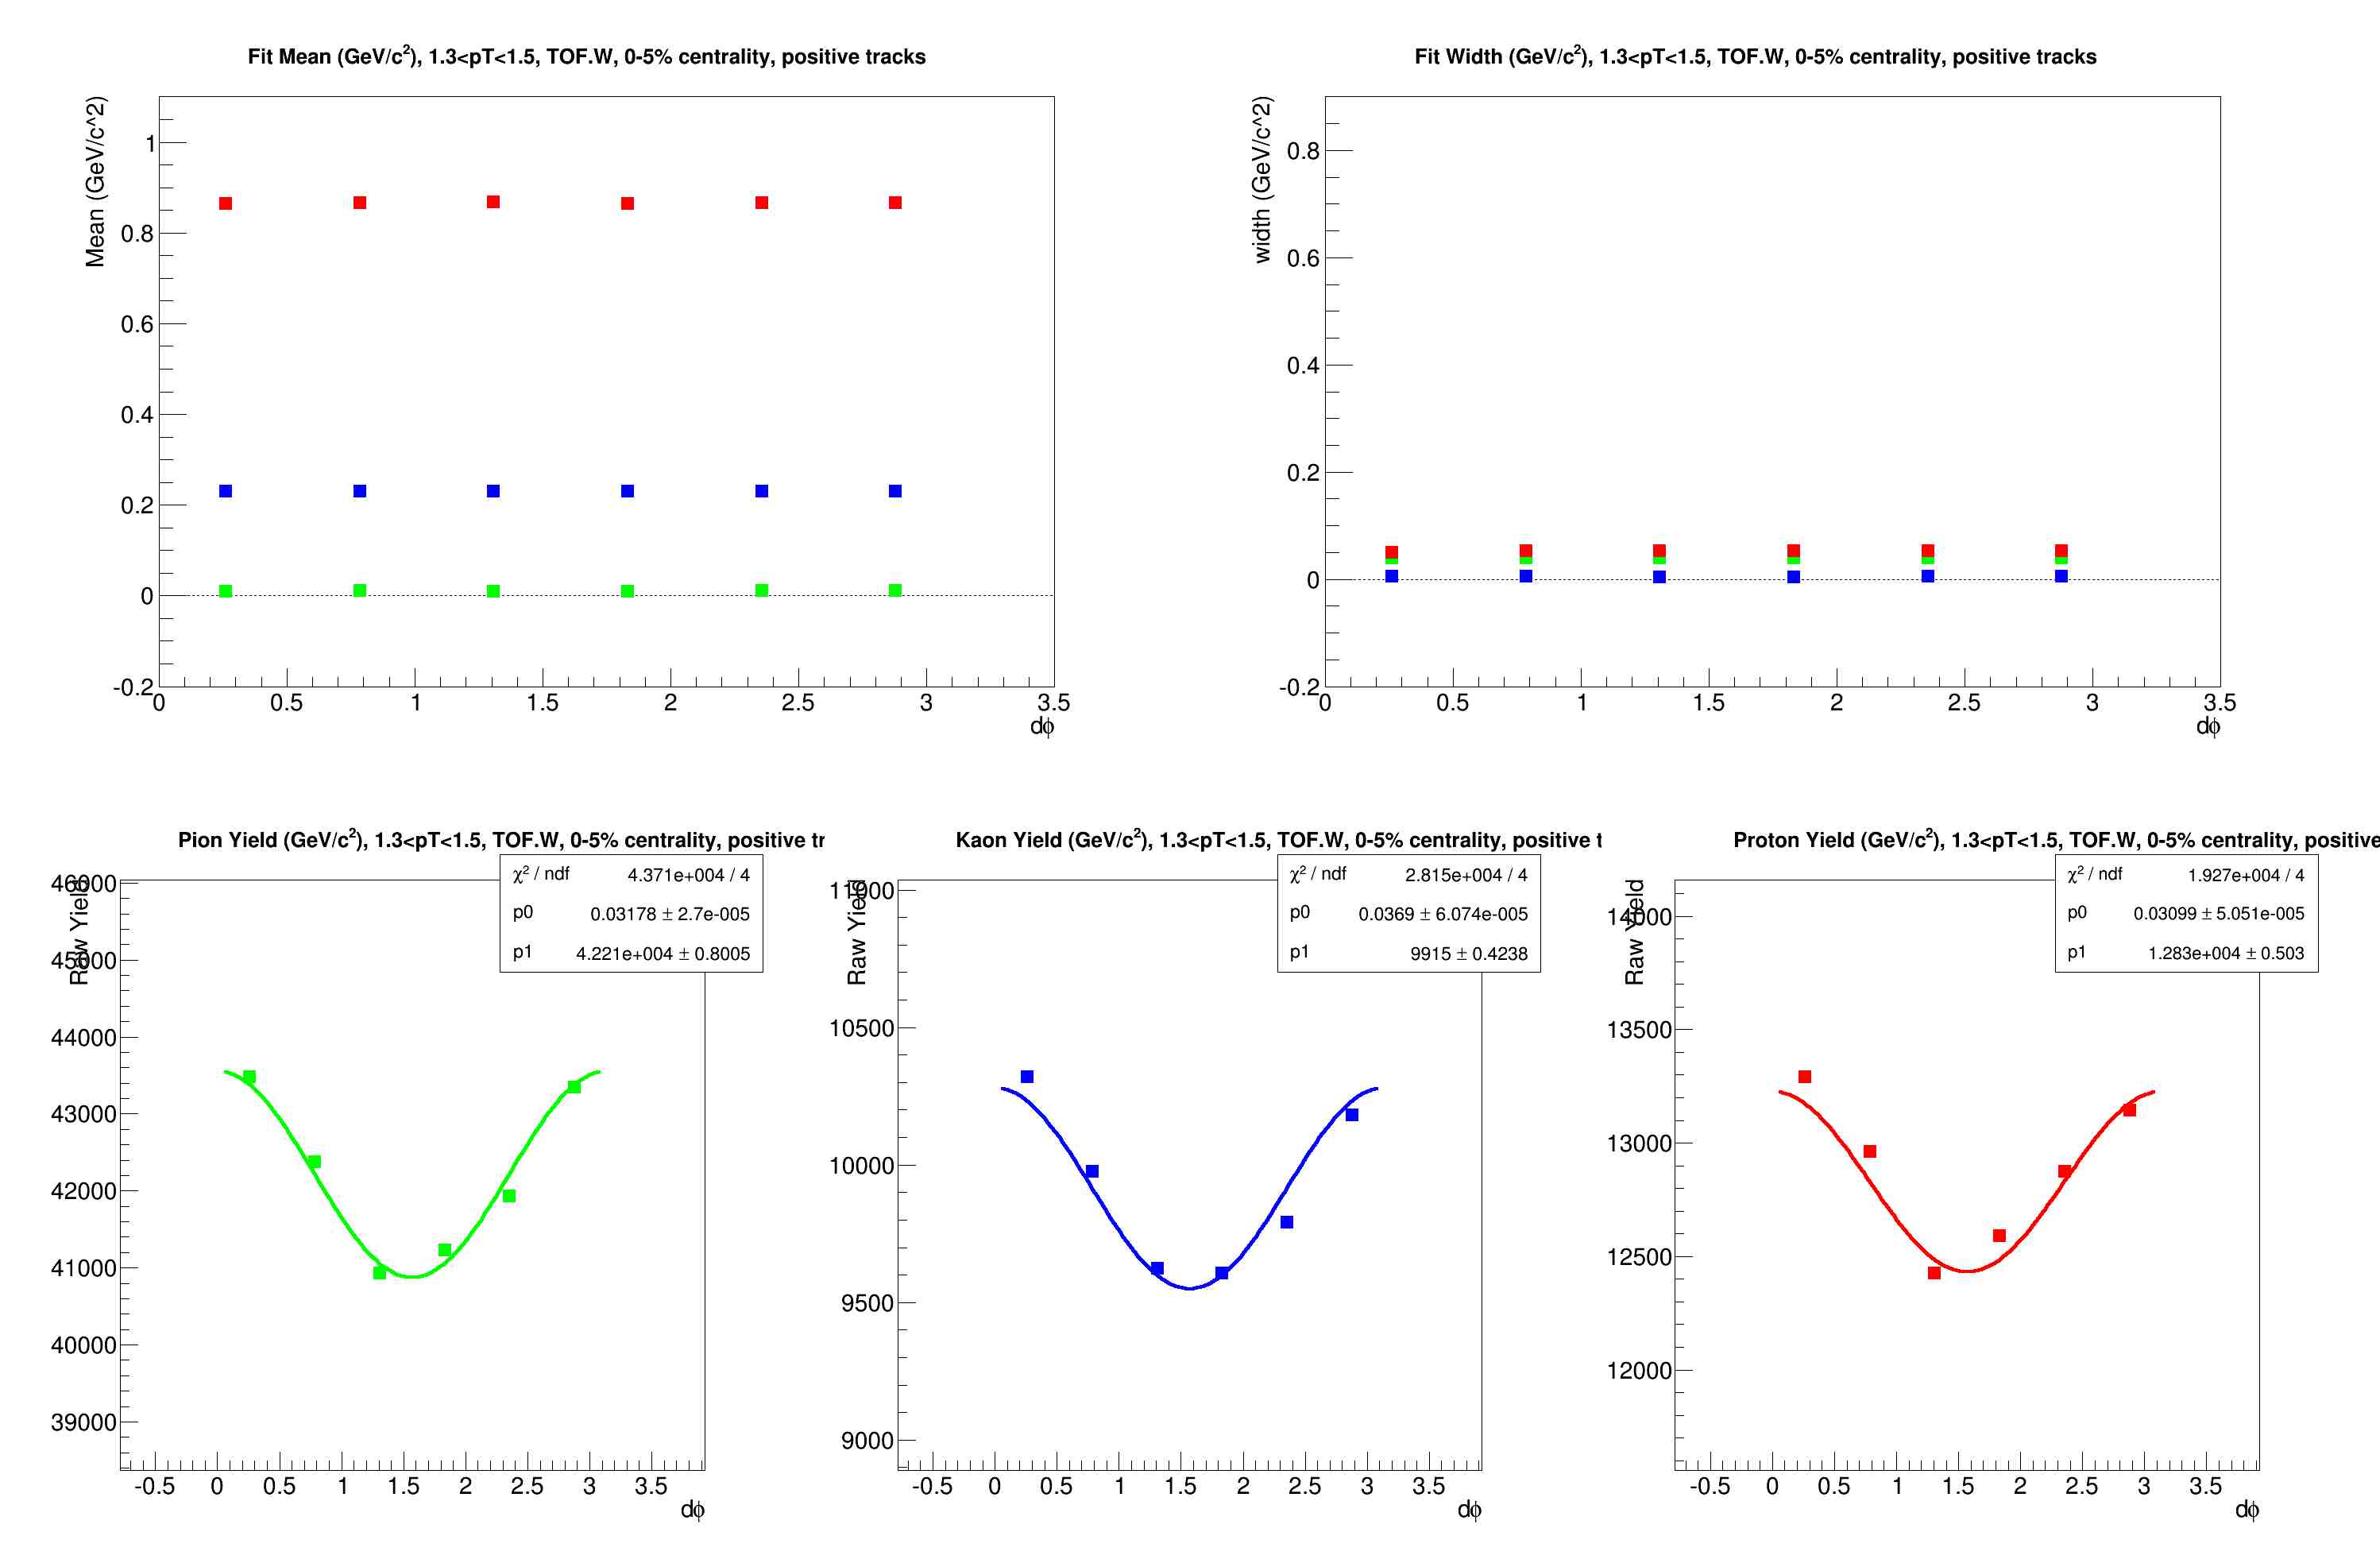 Fit Mean (GeV/c²), 1.3<pT<1.5, TOF.W, 0-5% centrality, positive tracks
Mean (GeV/c^2)
1
0.8
0.6
0.4
0.2
0
-0.2
0 0.5 1 1.5 2 2.5 3 3.5
dϕ
Fit Width (GeV/c²), 1.3<pT<1.5, TOF.W, 0-5% centrality, positive tracks
width (GeV/c^2)
0.8
0.6
0.4
0.2
0
-0.2
0 0.5 1 1.5 2 2.5 3 3.5
dϕ
Pion Yield (GeV/c²), 1.3<pT<1.5, TOF.W, 0-5% centrality, positive tr
χ² / ndf 4.371e+004 / 4
p0 0.03178 ± 2.7e-005
p1 4.221e+004 ± 0.8005
Raw Yield
46000
45000
44000
43000
42000
41000
40000
39000
-0.5 0 0.5 1 1.5 2 2.5 3 3.5
dϕ
Kaon Yield (GeV/c²), 1.3<pT<1.5, TOF.W, 0-5% centrality, positive t
χ² / ndf 2.815e+004 / 4
p0 0.0369 ± 6.074e-005
p1 9915 ± 0.4238
Raw Yield
11000
10500
10000
9500
9000
-0.5 0 0.5 1 1.5 2 2.5 3 3.5
dϕ
Proton Yield (GeV/c²), 1.3<pT<1.5, TOF.W, 0-5% centrality, positive
χ² / ndf 1.927e+004 / 4
p0 0.03099 ± 5.051e-005
p1 1.283e+004 ± 0.503
Raw Yield
14000
13500
13000
12500
12000
-0.5 0 0.5 1 1.5 2 2.5 3 3.5
dϕ